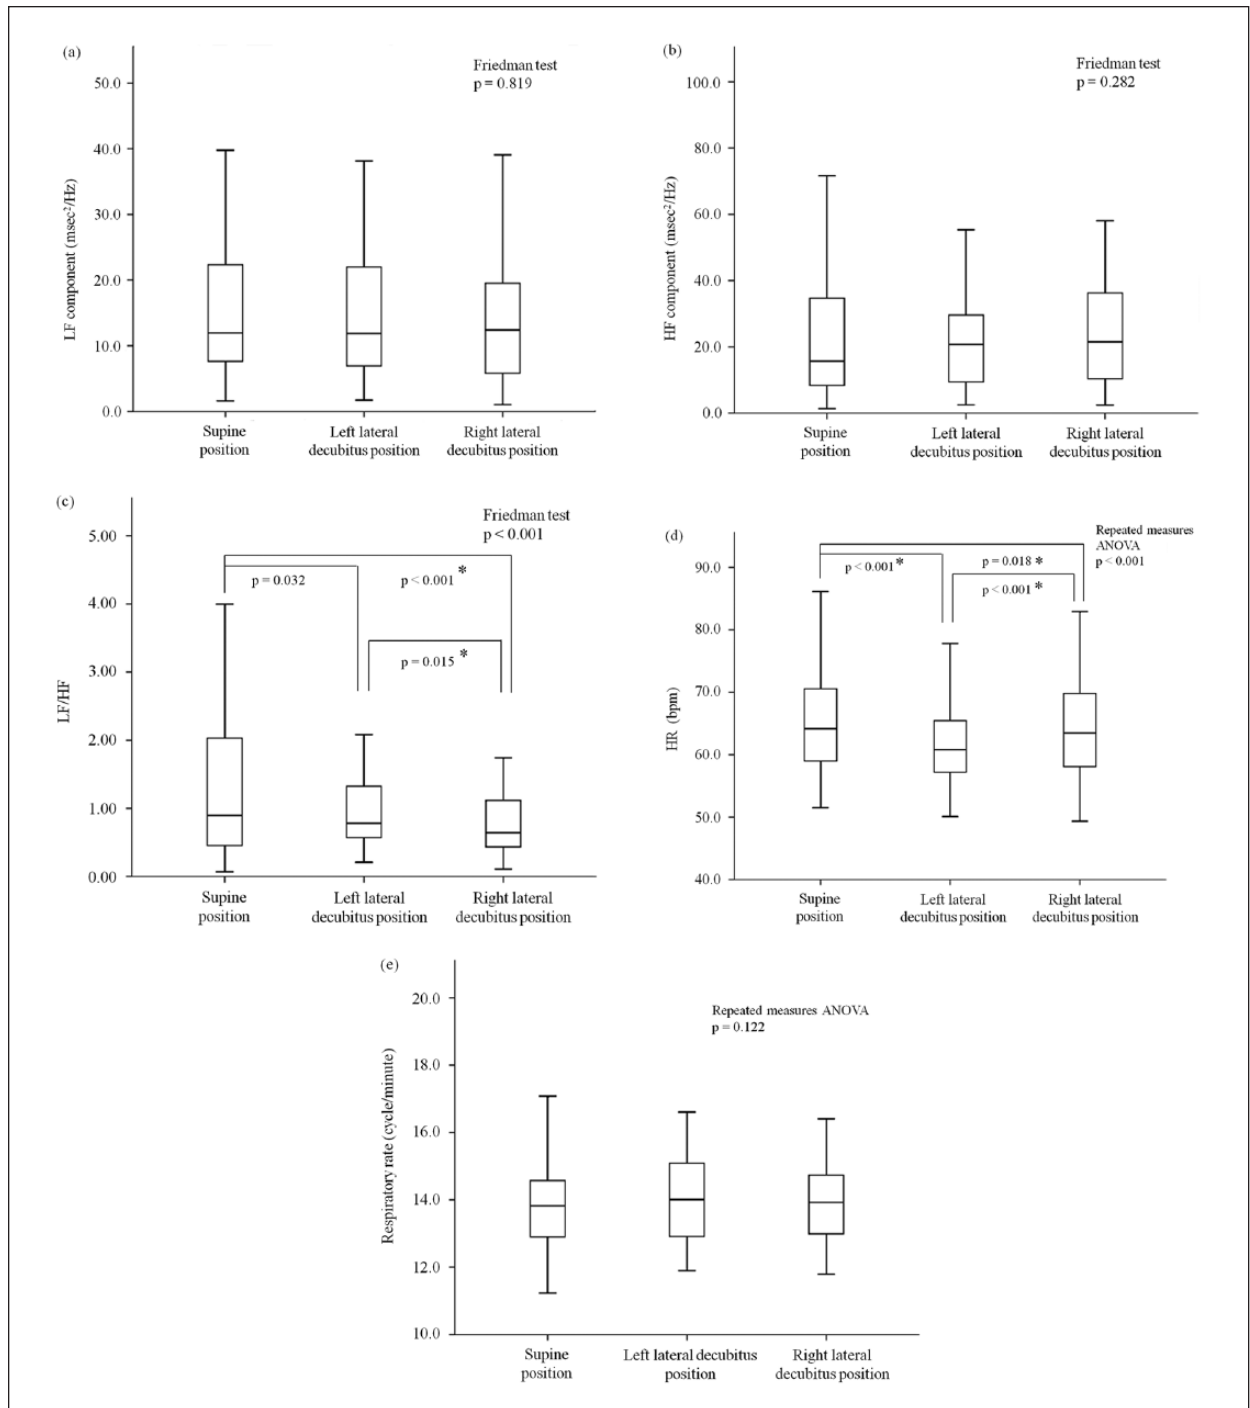 (a)
Friedman test
p = 0.819
LF component (msec²/Hz)
50.0
40.0
30.0
20.0
10.0
0.0
Supine
position
Left lateral
decubitus position
Right lateral
decubitus position
(b)
Friedman test
p = 0.282
HF component (msec²/Hz)
100.0
80.0
60.0
40.0
20.0
0.0
Supine
position
Left lateral
decubitus position
Right lateral
decubitus position
(c)
Friedman test
p < 0.001
LF/HF
5.00
4.00
3.00
2.00
1.00
0.00
p = 0.032
p < 0.001 *
p = 0.015 *
Supine
position
Left lateral
decubitus position
Right lateral
decubitus position
(d)
Repeated measures
ANOVA
p < 0.001
HR (bpm)
90.0
80.0
70.0
60.0
50.0
40.0
p < 0.001 *
p = 0.018 *
p < 0.001 *
Supine
position
Left lateral
decubitus position
Right lateral
decubitus position
(e)
Repeated measures ANOVA
p = 0.122
Respiratory rate (cycle/minute)
20.0
18.0
16.0
14.0
12.0
10.0
Supine
position
Left lateral decubitus
position
Right lateral
decubitus position